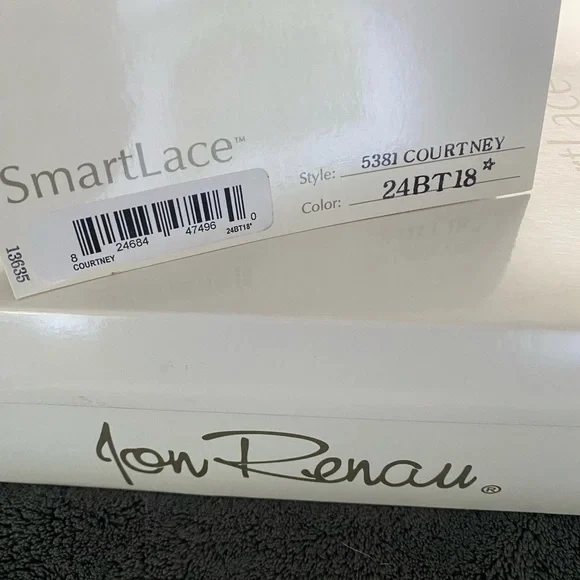 SmartLace™
Style: 5381 COURTNEY
Color: 24BT18☆
8 24684 47496 0
COURTNEY 24BT18*
13635
Jon Renau®